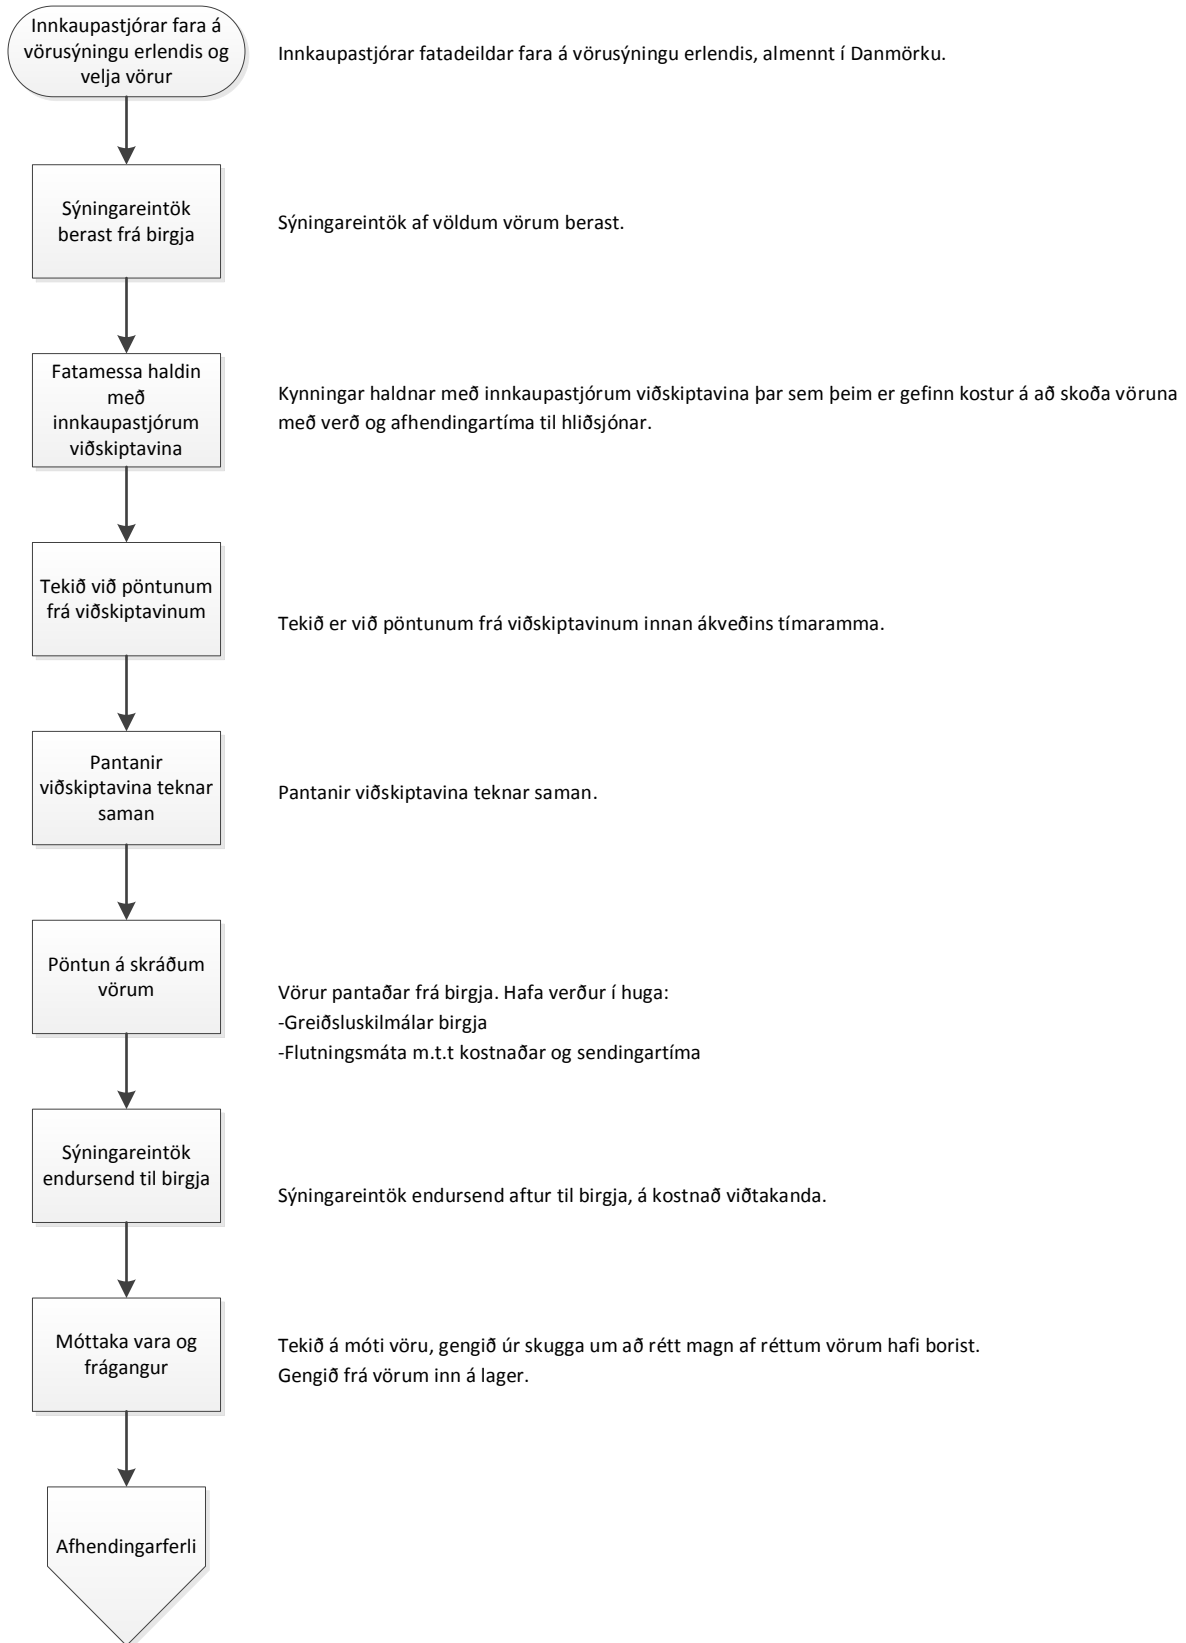 Innkaupastjórar fara á
vörusýningu erlendis og
velja vörur
Innkaupastjórar fatadeildar fara á vörusýningu erlendis, almennt í Danmörku.
Sýningareintök
berast frá birgja
Sýningareintök af völdum vörum berast.
Fatamessa haldin
með
innkaupastjórum
viðskiptavina
Kynningar haldnar með innkaupastjórum viðskiptavina þar sem þeim er gefinn kostur á að skoða vöruna
með verð og afhendingartíma til hliðsjónar.
Tekið við pöntunum
frá viðskiptavinum
Tekið er við pöntunum frá viðskiptavinum innan ákveðins tímaramma.
Pantanir
viðskiptavina teknar
saman
Pantanir viðskiptavina teknar saman.
Pöntun á skráðum
vörum
Vörur pantaðar frá birgja. Hafa verður í huga:
-Greiðsluskilmálar birgja
-Flutningsmáta m.t.t kostnaðar og sendingartíma
Sýningareintök
endursend til birgja
Sýningareintök endursend aftur til birgja, á kostnað viðtakanda.
Móttaka vara og
frágangur
Tekið á móti vöru, gengið úr skugga um að rétt magn af réttum vörum hafi borist.
Gengið frá vörum inn á lager.
Afhendingarferli